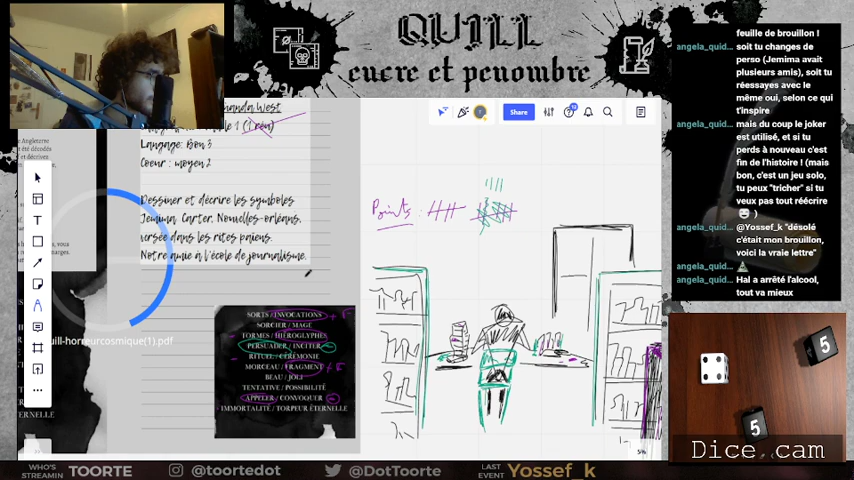 QUILL
encre et penombre
anda West
(1 réu)
Langage: Bon 3
Coeur : moyen 2
Dessiner et décrire les symboles
Jemima, Carter, Nouvelles-orléans,
versée dans les rites païens.
Notre amie à l'école de journalisme.
Share
Points :
SORTS / INVOCATIONS
SORCIER / MAGE
FORMES / HIÉROGLYPHES
PERSUADER / INCITER
RITUEL / CÉRÉMONIE
MORCEAU / FRAGMENT
BEAU / JOLI
TENTATIVE / POSSIBILITÉ
APPELER / CONVOQUER
IMMORTALITÉ / TORPEUR ÉTERNELLE
uill-horreurcosmique(1).pdf
feuille de brouillon !
angela_quid... soit tu changes de
perso (Jemima avait
plusieurs amis), soit tu
réessayes avec le
même oui, selon ce qui
t'inspire
angela_quid... mais du coup le joker
est utilisé, et si tu
perds à nouveau c'est
fin de l'histoire ! (mais
bon, c'est un jeu solo,
tu peux "tricher" si tu
veux pas tout réécrire
)
angela_quid... @Yossef_k "désolé
c'était mon brouillon,
voici la vraie lettre"
angela_quid...
angela_quid... Hal a arrêté l'alcool,
tout va mieux
5
5
Dice cam
WHO'S
STREAMIN
TOORTE
@toortedot
@DotToorte
LAST
EVENT
Yossef_k